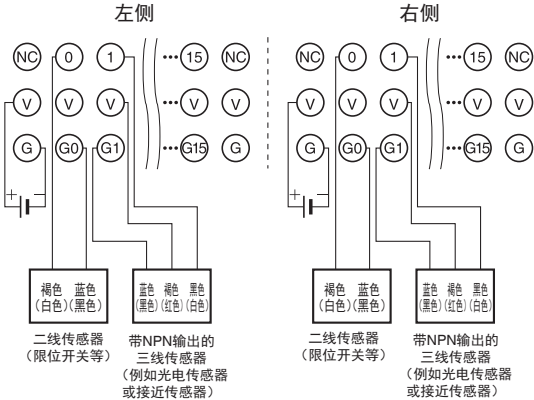 左侧
右侧
NC 0 1 ••• 15 NC
NC 0 1 ••• 15 NC
V V V ••• V V
V V V ••• V V
G G0 G1 ••• G15 G
G G0 G1 ••• G15 G
+ −
+ −
褐色 蓝色
(白色)(黑色)
蓝色 褐色 黑色
(黑色)(红色)(白色)
褐色 蓝色
(白色)(黑色)
蓝色 褐色 黑色
(黑色)(红色)(白色)
二线传感器
(限位开关等)
带NPN输出的
三线传感器
(例如光电传感器
或接近传感器)
二线传感器
(限位开关等)
带NPN输出的
三线传感器
(例如光电传感器
或接近传感器)